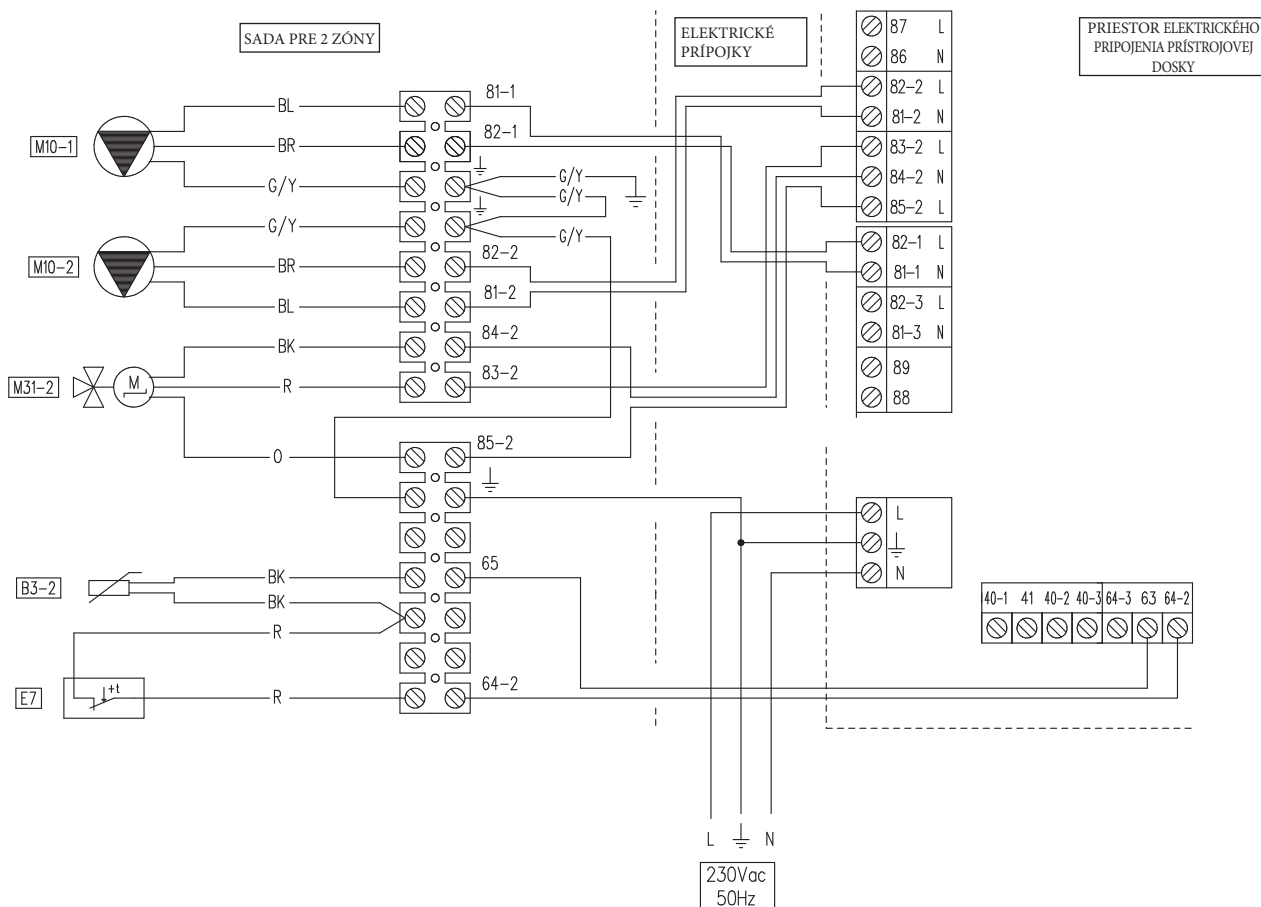 SADA PRE 2 ZÓNY
ELEKTRICKÉ
PRÍPOJKY
PRIESTOR ELEKTRICKÉHO
PRIPOJENIA PRÍSTROJOVEJ
DOSKY
M10-1
BL
BR
G/Y
M10-2
G/Y
BR
BL
M31-2
M
BK
R
O
B3-2
BK
BK
R
E7
+t
R
81-1
82-1
G/Y
G/Y
G/Y
82-2
81-2
84-2
83-2
85-2
65
64-2
87 L
86 N
82-2 L
81-2 N
83-2 L
84-2 N
85-2 L
82-1 L
81-1 N
82-3 L
81-3 N
89
88
L
N
40-1 41 40-2 40-3 64-3 63 64-2
L N
230Vac
50Hz